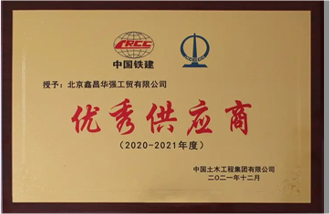 CRCC
中国铁建
授予：北京鑫昌华强工贸有限公司
优秀供应商
（2020-2021年度）
中国土木工程集团有限公司
二〇二一年十二月